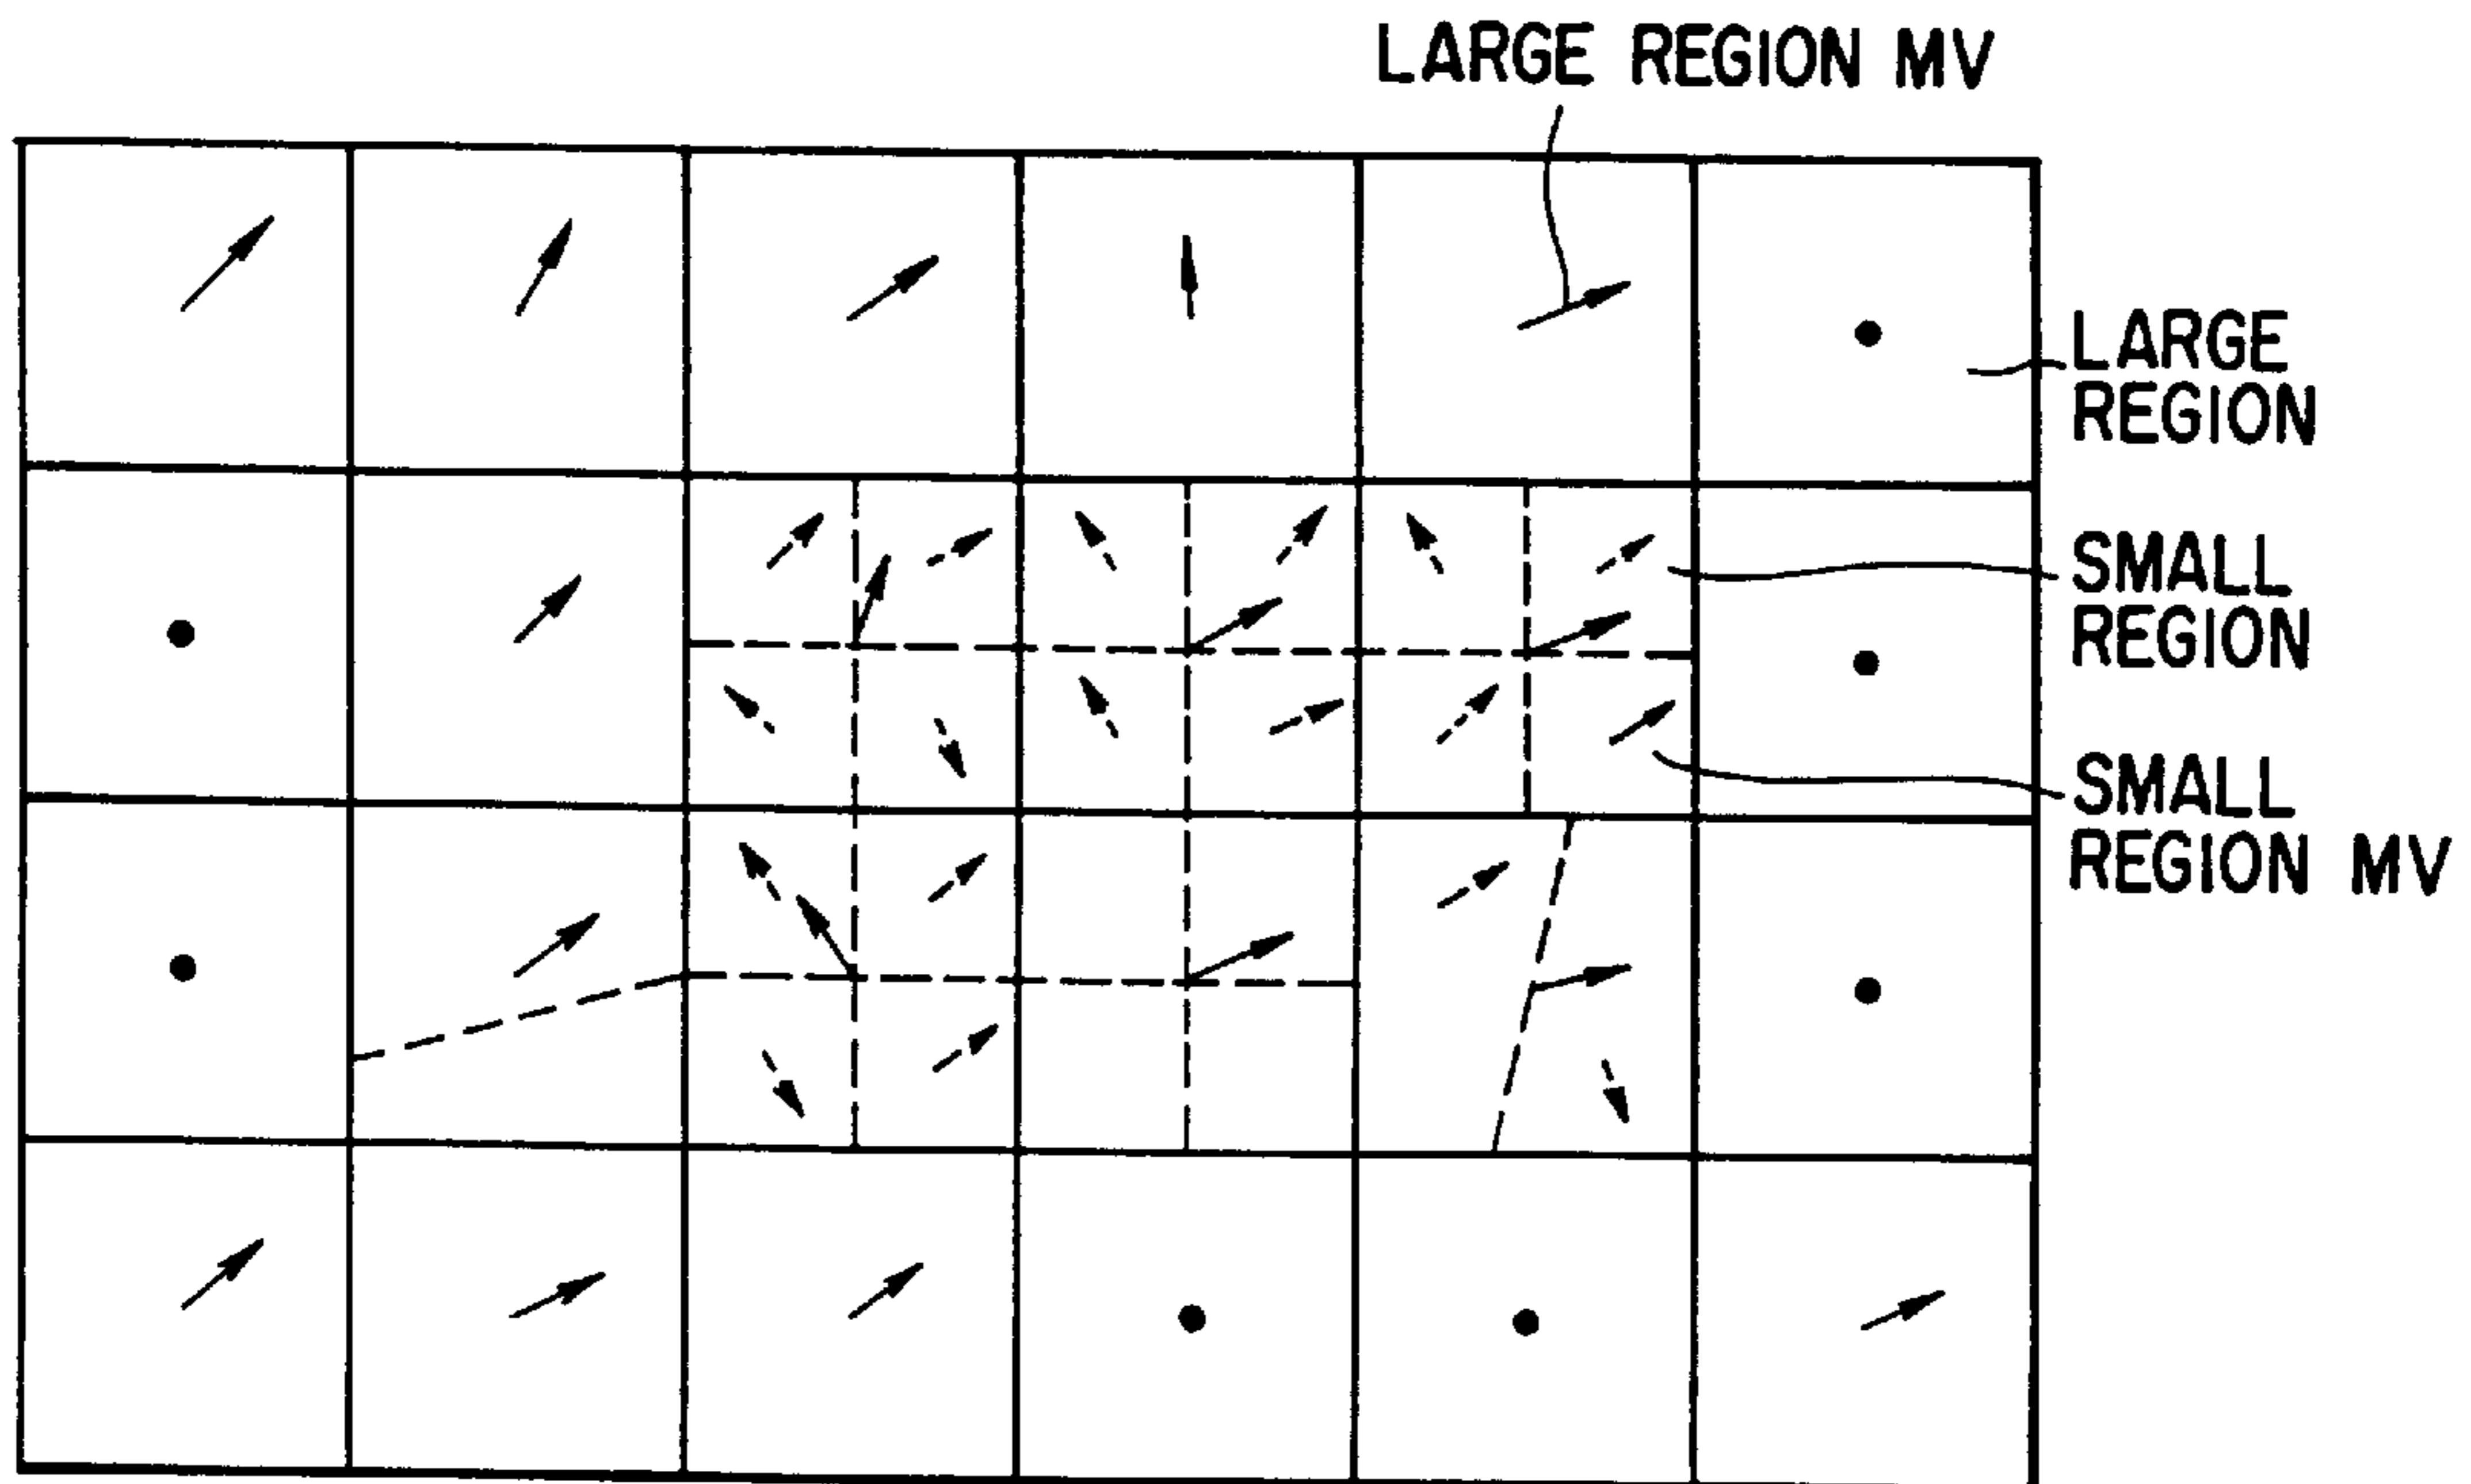 LARGE REGION MV
LARGE
REGION
SMALL
REGION
SMALL
REGION MV